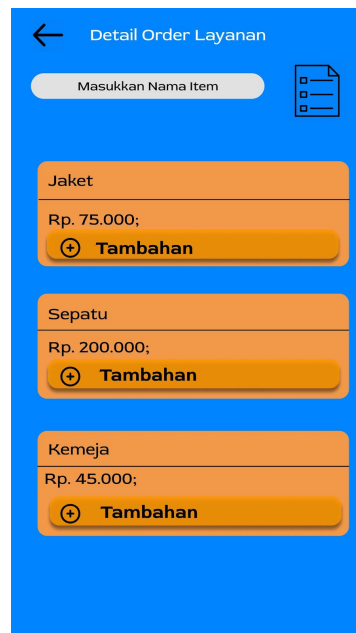 Detail Order Layanan
Masukkan Nama Item
Jaket
Rp. 75.000;
Tambahan
Sepatu
Rp. 200.000;
Tambahan
Kemeja
Rp. 45.000;
Tambahan